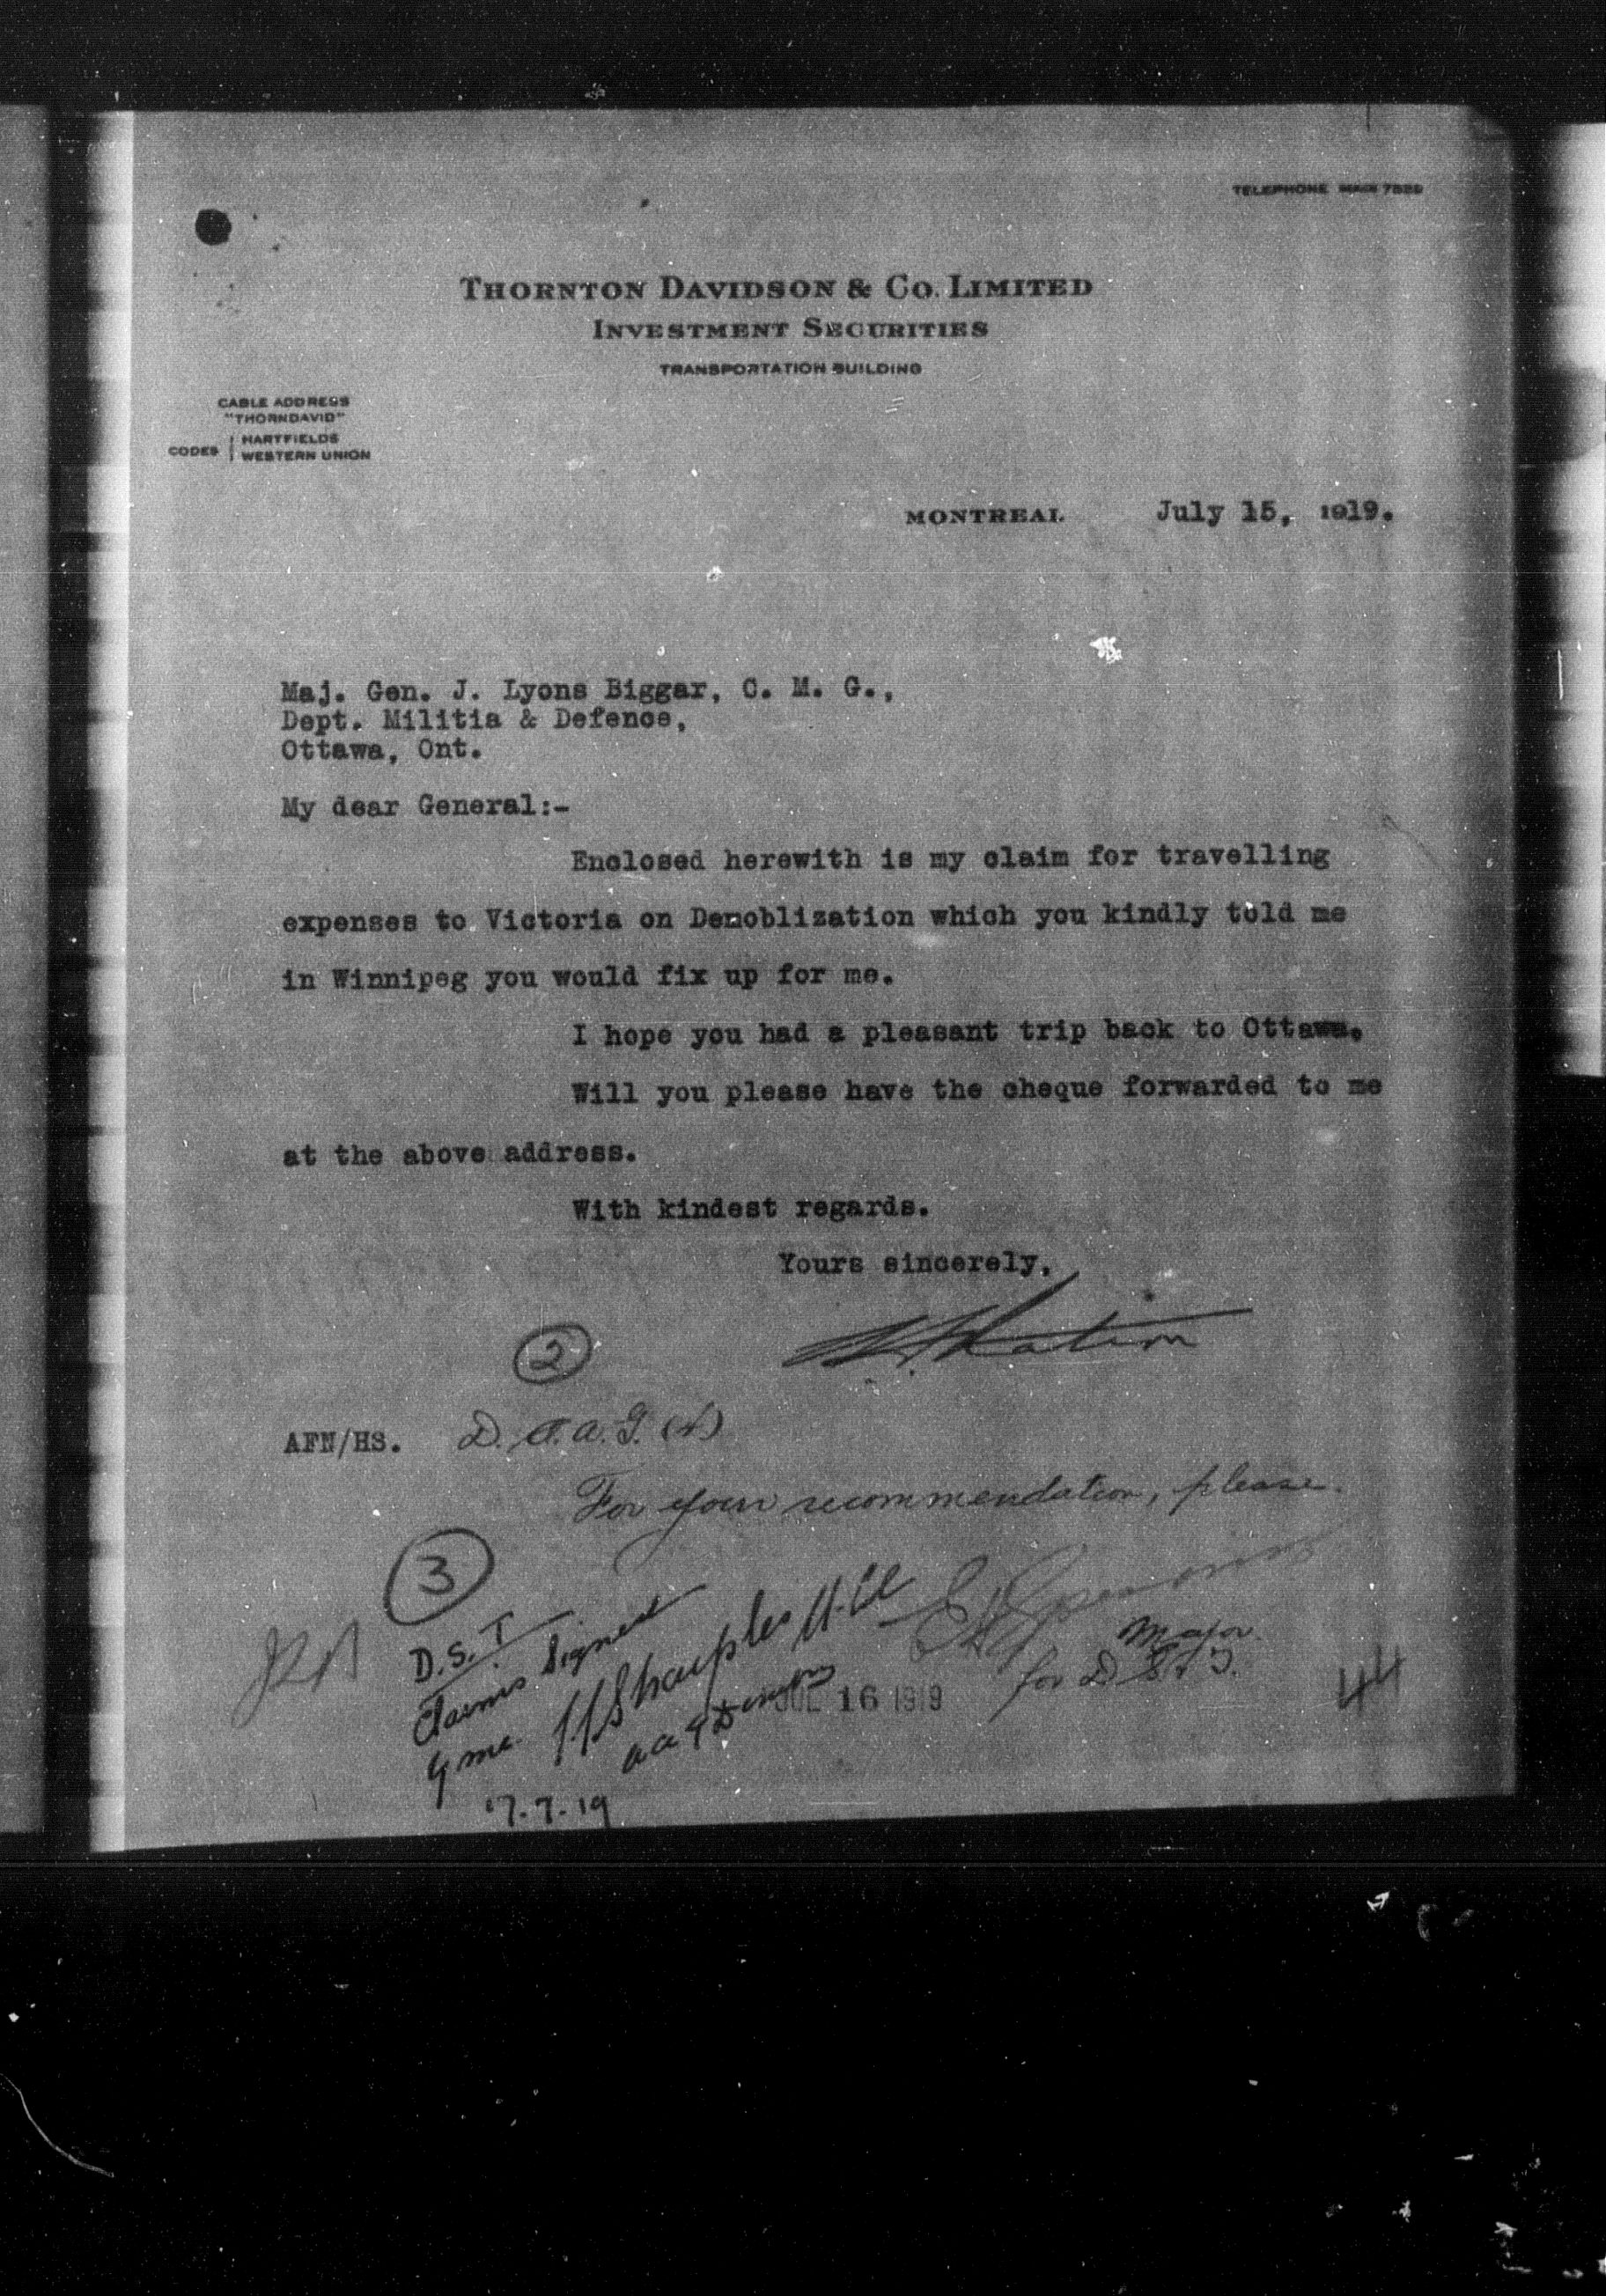 TELEPHONE MAIN
THORNTON DAVIDSON & CO. LIMITED
INVESTMENT SECURITIES
TRANSPORTATION BUILDING
CABLE ADDRESS
"THORNDAVID"
CODES HARTFIELDS
WESTERN UNION
MONTREAL July 15, 1919.
Maj. Gen. J. Lyons Biggar, C. M. G.,
Dept. Militia & Defence,
Ottawa, Ont.
My dear General:-
Enclosed herewith is my claim for travelling
expenses to Victoria on Demoblization which you kindly told me
in Winnipeg you would fix up for me.
I hope you had a pleasant trip back to Ottawa.
Will you please have the cheque forwarded to me
at the above address.
With kindest regards.
Yours sincerely,
2
AFN/HS.
For your recommendation, please.
3
D.S.T.
Claims Signed
Major
for D.S.T.
JUL 16 1919
44
7.19